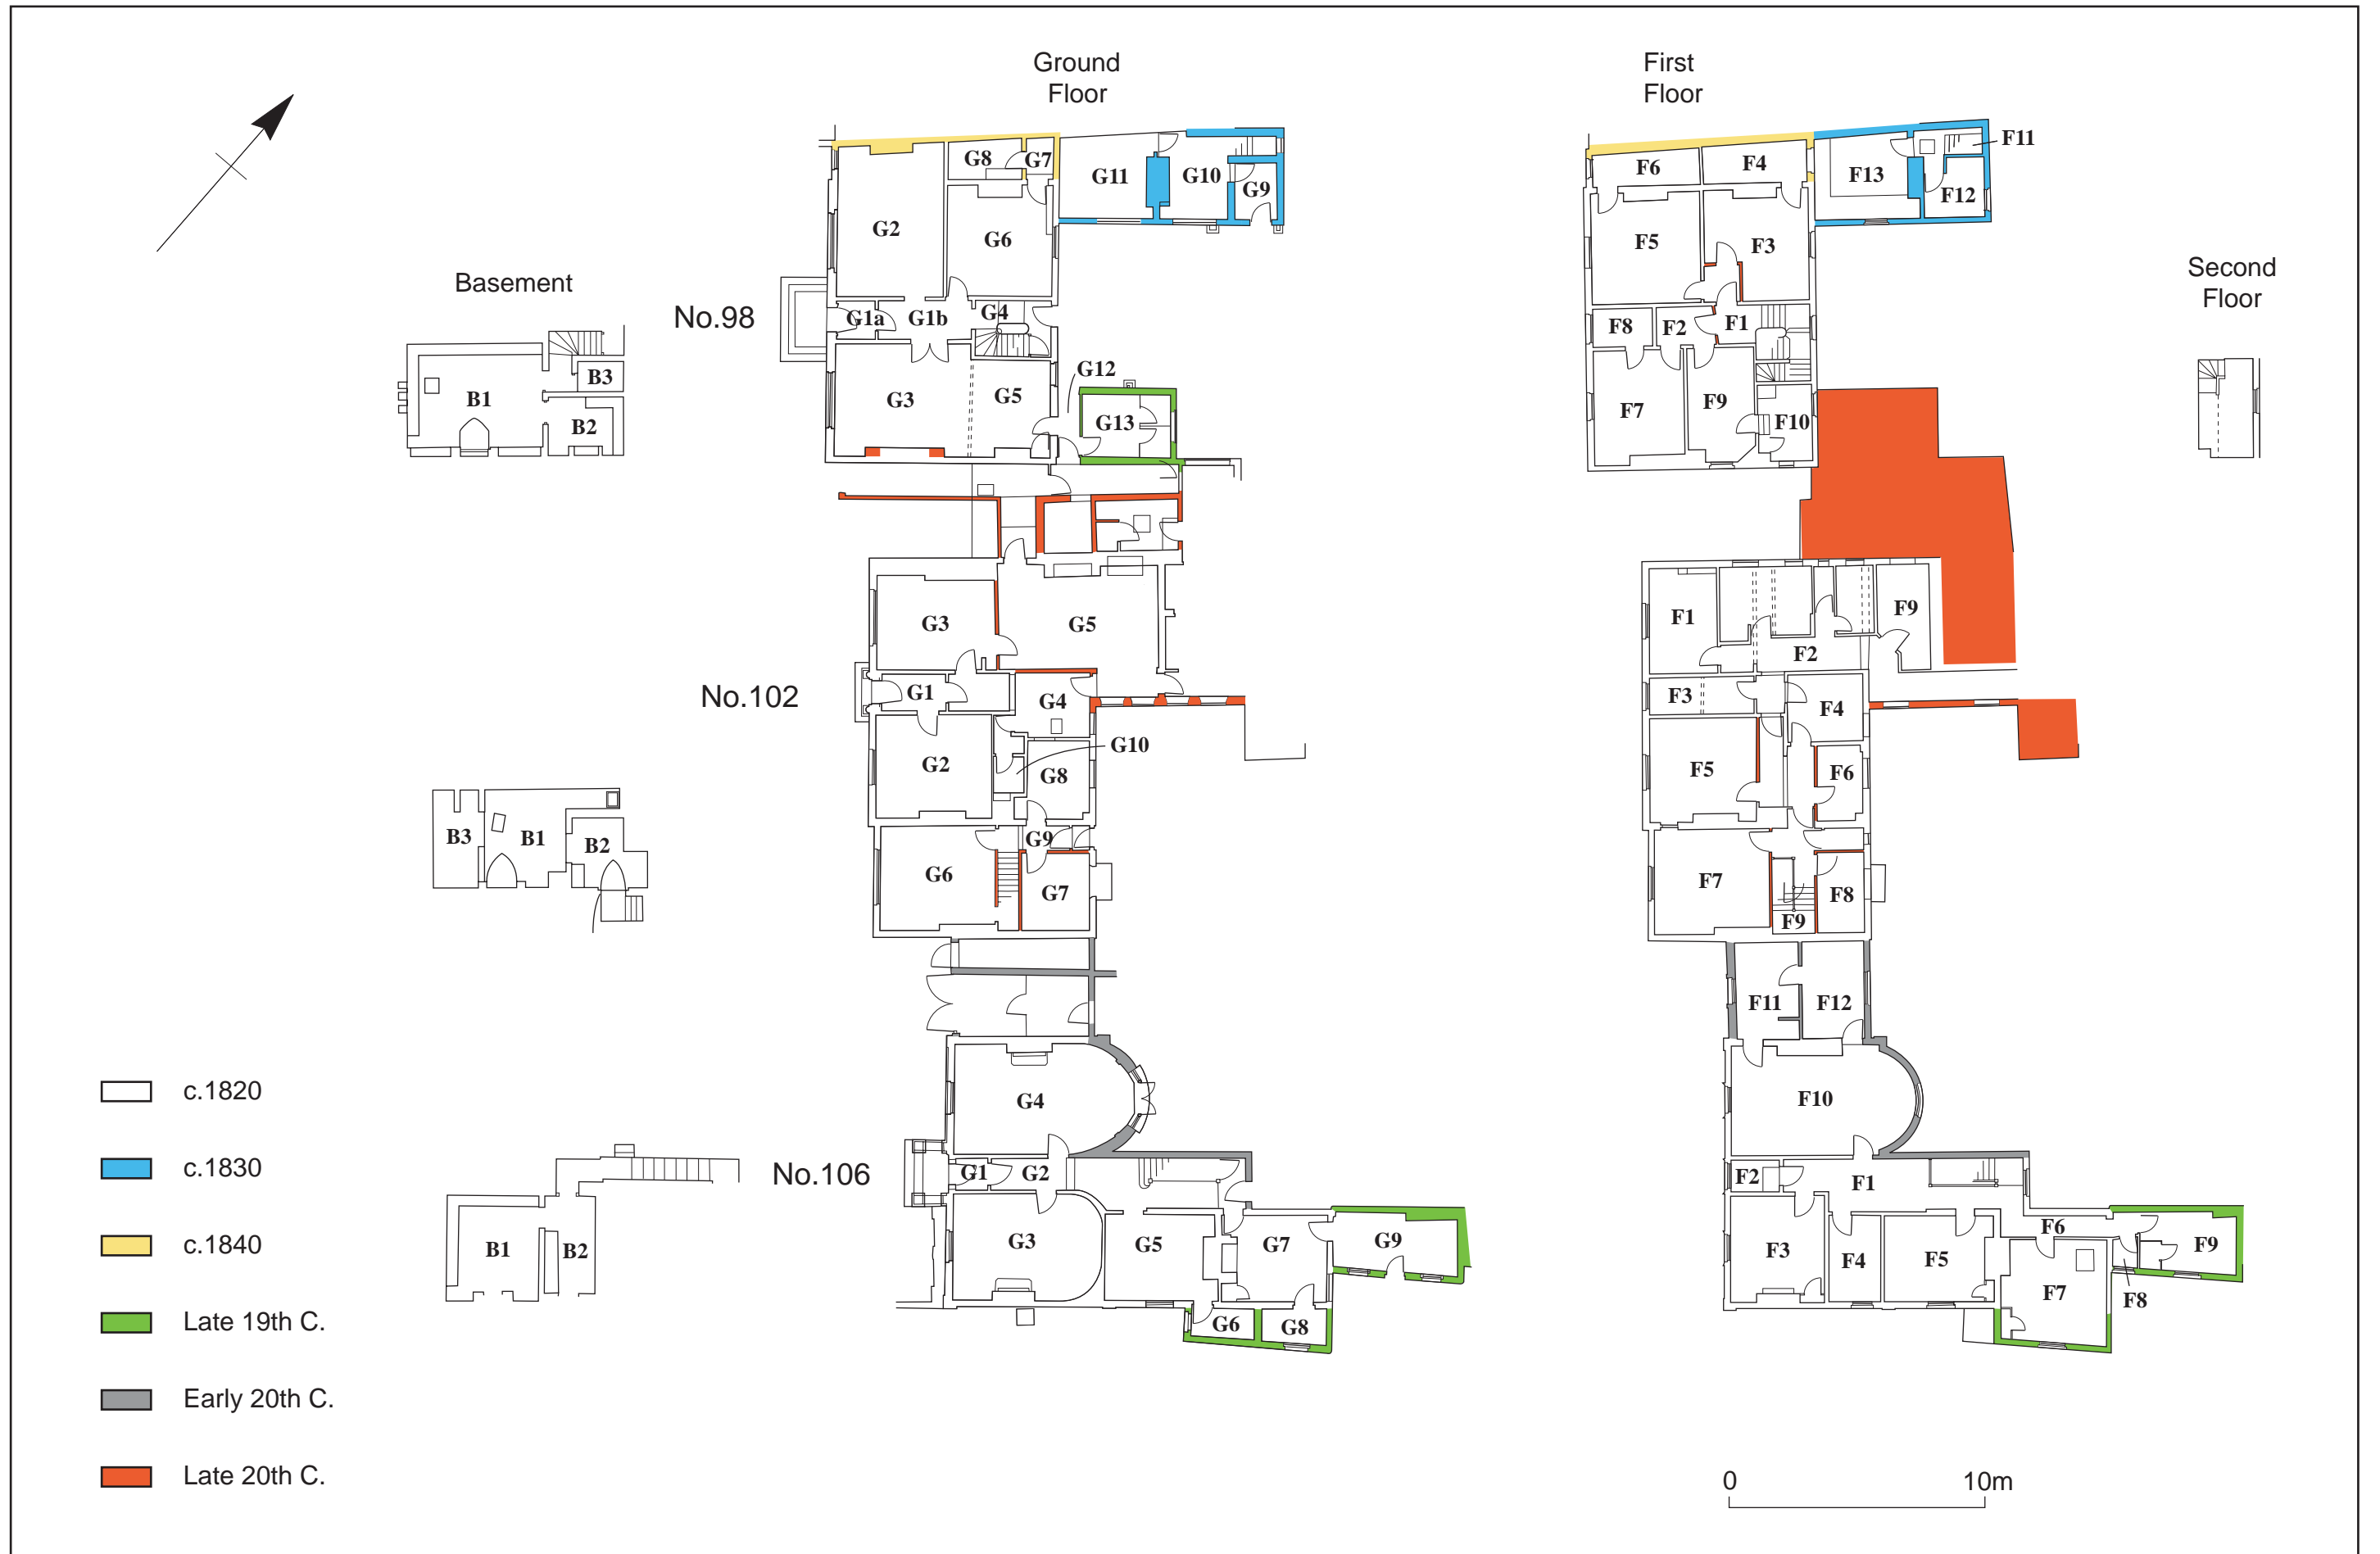 Ground
Floor
First
Floor
Second
Floor
Basement
No.98
G8
G7
G11
G10
G9
G2
G6
G1a
G1b
G4
G3
G5
G12
G13
B1
B3
B2
F6
F4
F13
F11
F12
F5
F3
F8
F2
F1
F7
F9
F10
No.102
G3
G5
G1
G4
G2
G10
G8
G9
G6
G7
B3
B1
B2
F1
F9
F2
F3
F4
F5
F6
F7
F8
F9
No.106
G4
G1
G2
G3
G5
G7
G9
G6
G8
B1
B2
F11
F12
F10
F2
F1
F3
F4
F5
F6
F9
F7
F8
c.1820
c.1830
c.1840
Late 19th C.
Early 20th C.
Late 20th C.
0 10m